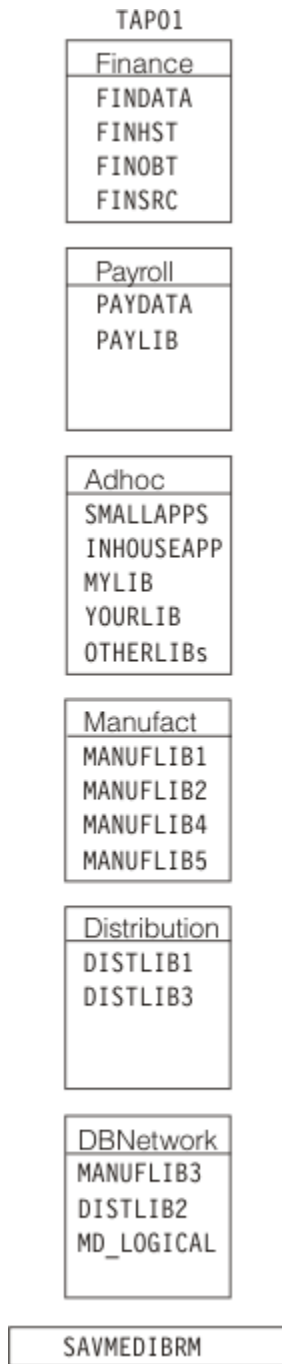 TAP01
Finance
FINDATA
FINHST
FINOBT
FINSRC
Payroll
PAYDATA
PAYLIB
Adhoc
SMALLAPPS
INHOUSEAPP
MYLIB
YOURLIB
OTHERLIBs
Manufact
MANUFLIB1
MANUFLIB2
MANUFLIB4
MANUFLIB5
Distribution
DISTLIB1
DISTLIB3
DBNetwork
MANUFLIB3
DISTLIB2
MD_LOGICAL
SAVMEDIBRM